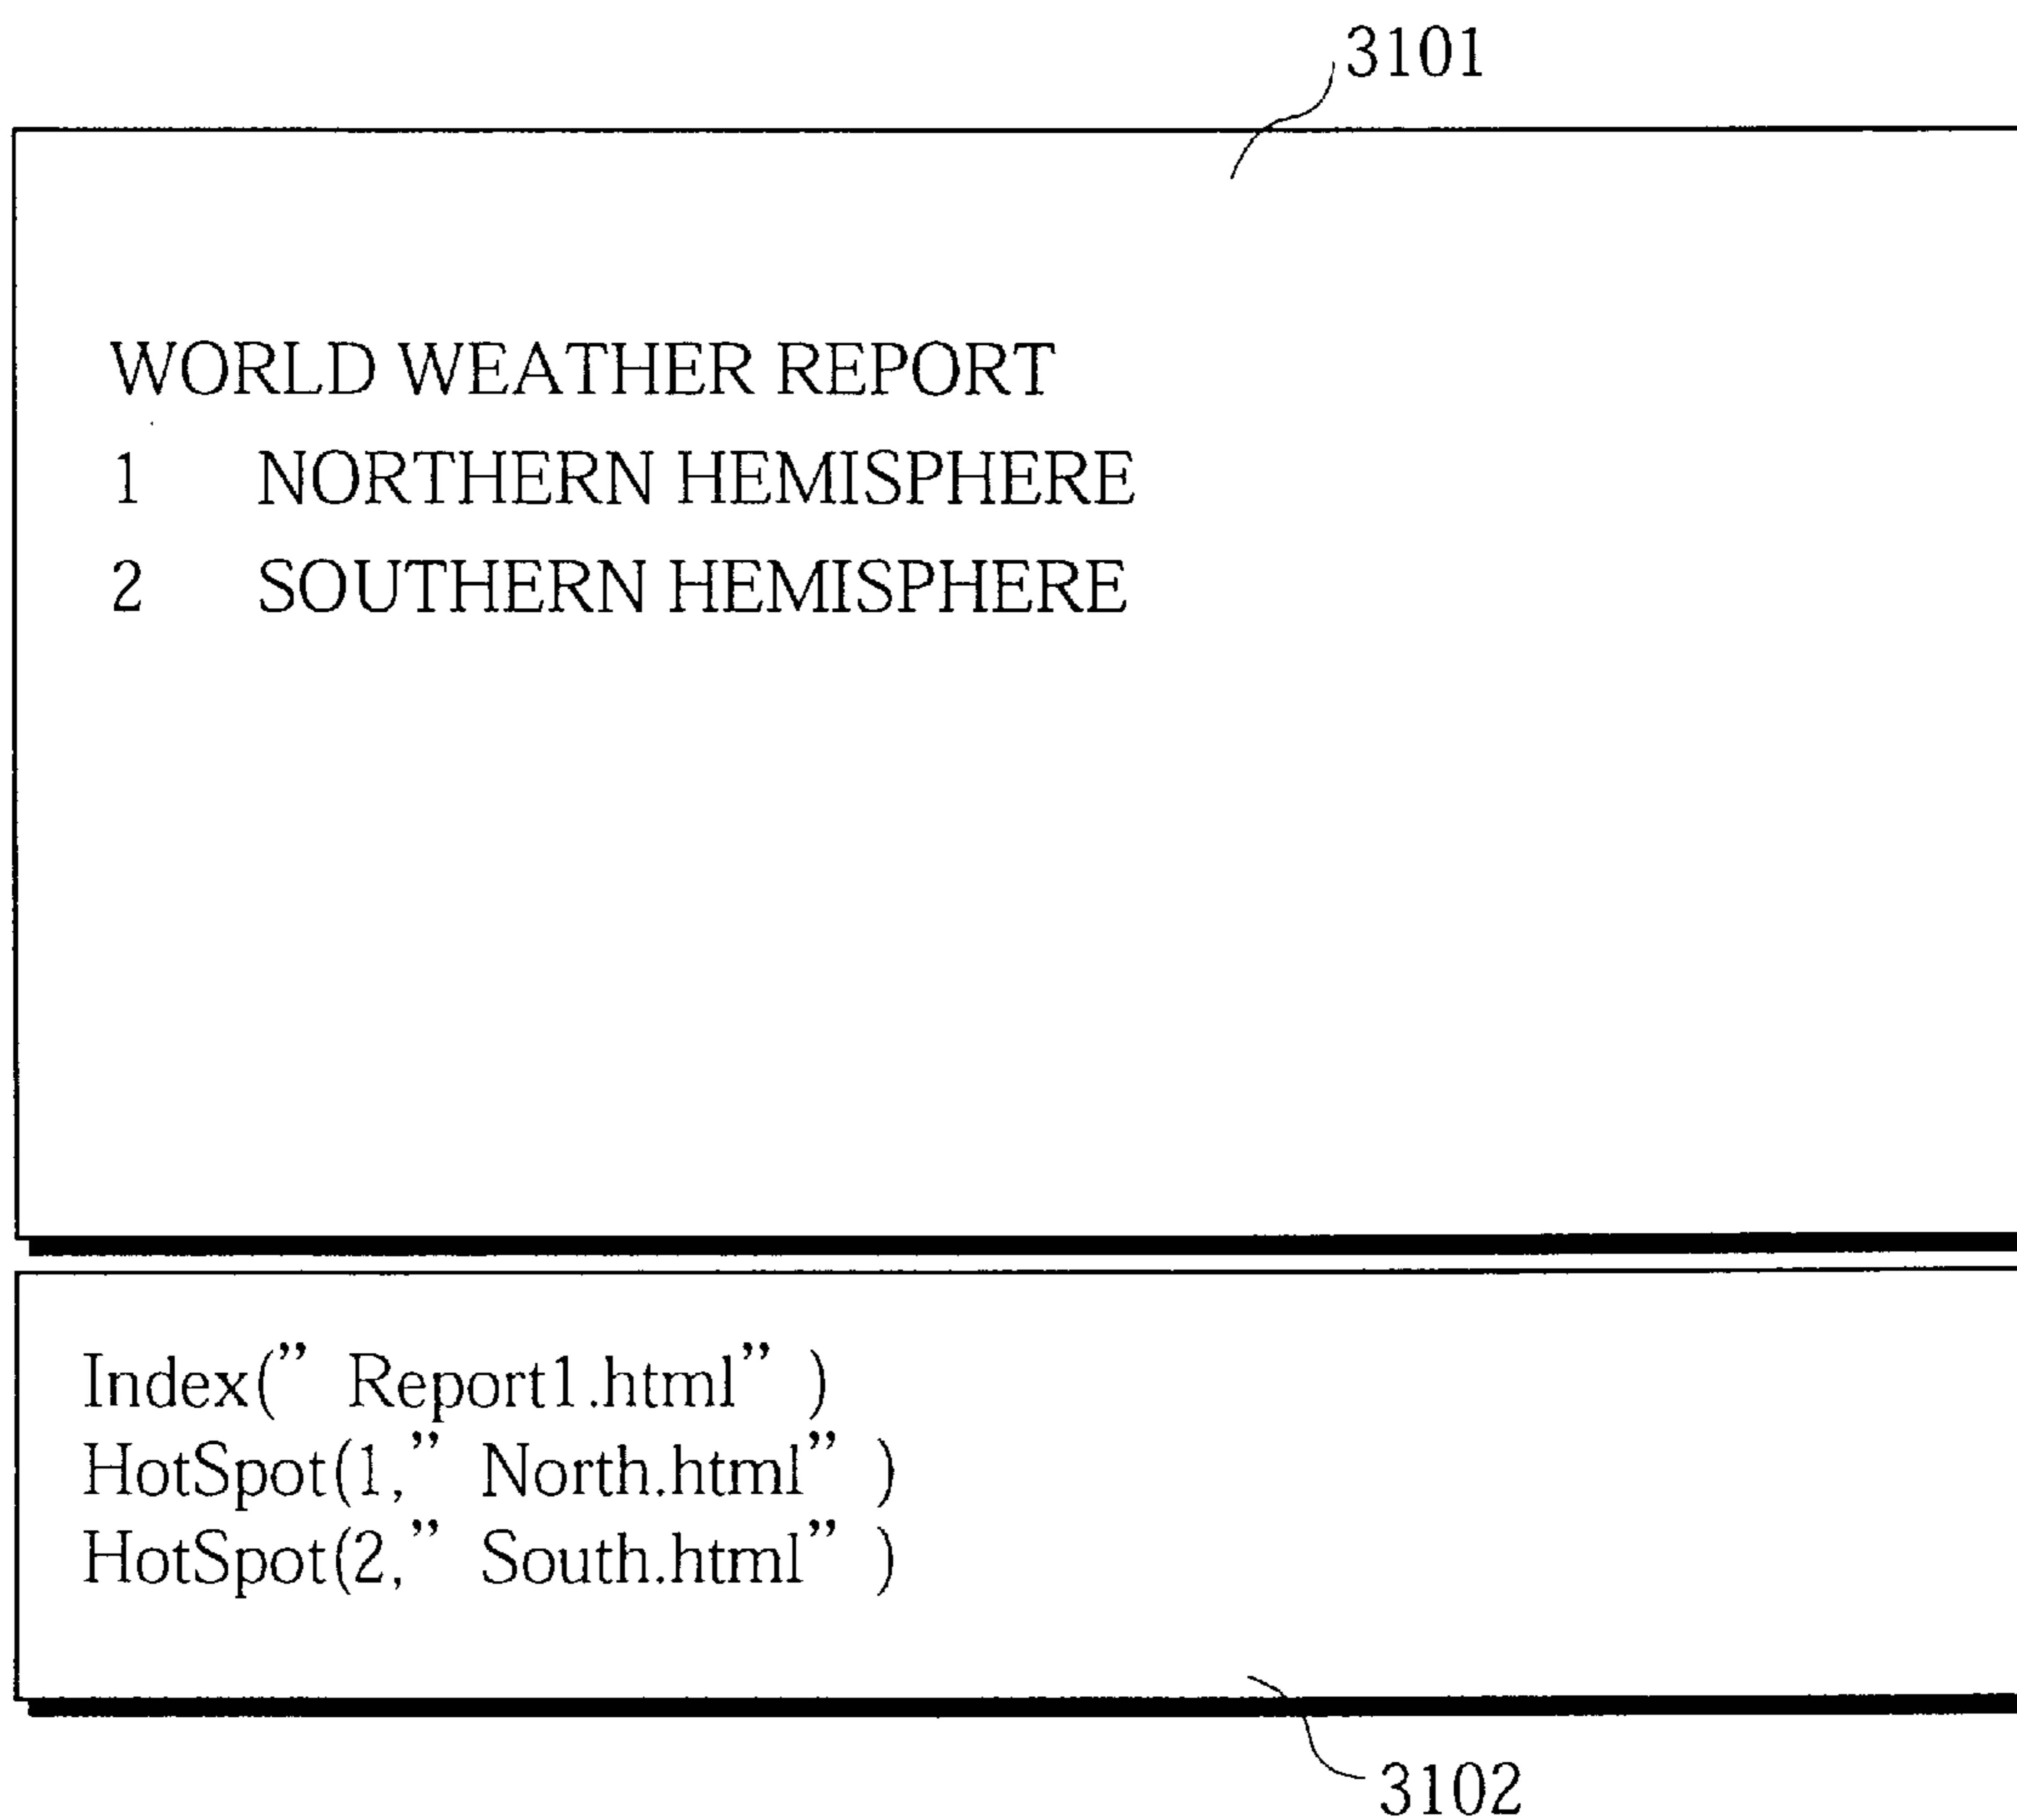 3101
WORLD WEATHER REPORT
1 NORTHERN HEMISPHERE
2 SOUTHERN HEMISPHERE
Index(” Report1.html” )
HotSpot(1,” North.html” )
HotSpot(2,” South.html” )
3102